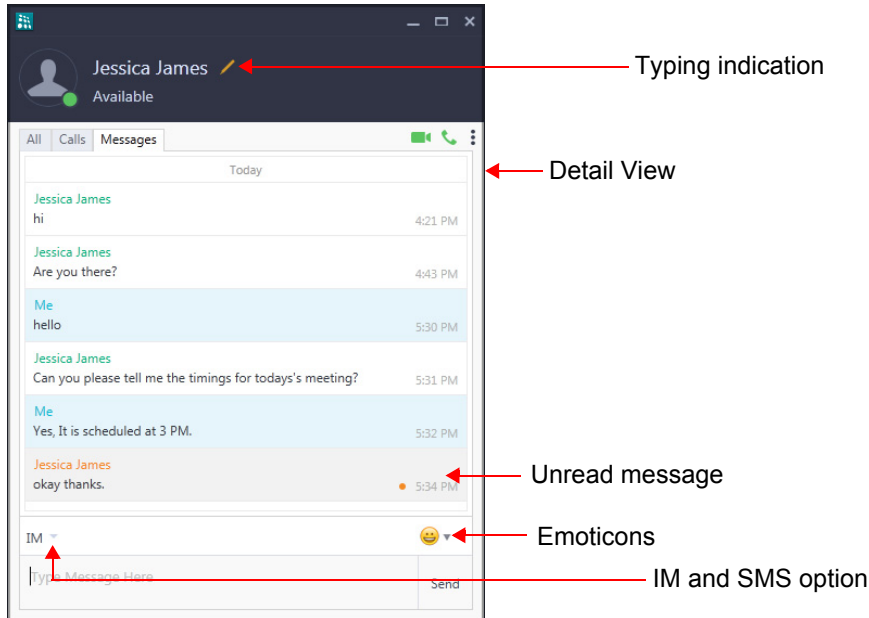 Jessica James
Typing indication
Available
All Calls Messages
Detail View
Today
Jessica James
hi
4:21 PM
Jessica James
Are you there?
4:43 PM
Me
hello
5:30 PM
Jessica James
Can you please tell me the timings for todays's meeting?
5:31 PM
Me
Yes, It is scheduled at 3 PM.
5:32 PM
Jessica James
okay thanks.
5:34 PM
Unread message
IM
Emoticons
Type Message Here
Send
IM and SMS option